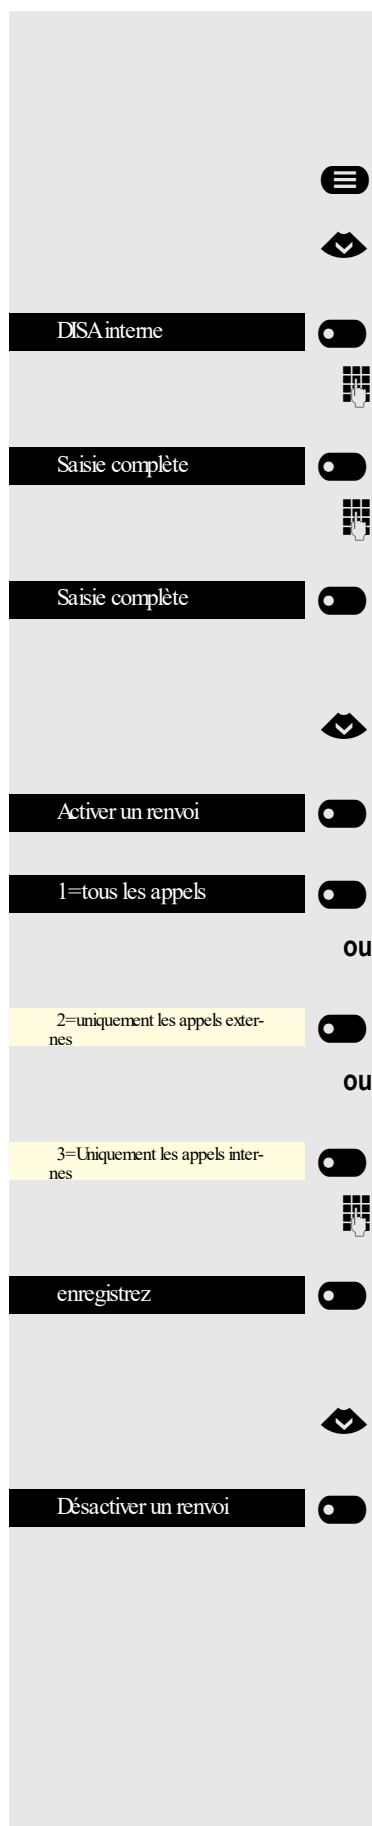 DISA interne
Saisie complète
Saisie complète
Activer un renvoi
1=tous les appels
ou
2=uniquement les appels exter-
nes
ou
3=Uniquement les appels inter-
nes
enregistrez
Désactiver un renvoi